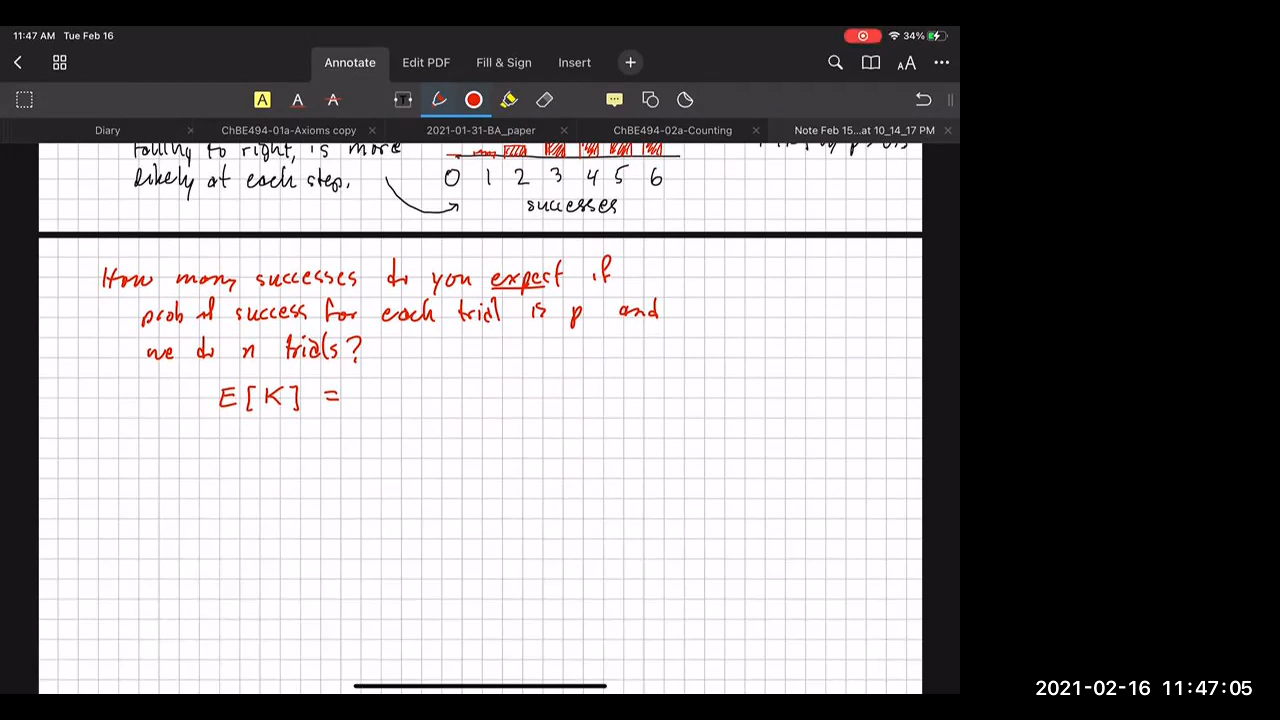 11:47 AM Tue Feb 16
34%
Annotate Edit PDF Fill & Sign Insert
Diary ChBE494-01a-Axioms copy 2021-01-31-BA_paper ChBE494-02a-Counting Note Feb 15...at 10_14_17 PM
falling to right, is more
likely at each step.
0 1 2 3 4 5 6
successes
How many successes do you expect if
prob of success for each trial is p and
we do n trials?
E[K] =
2021-02-16 11:47:05